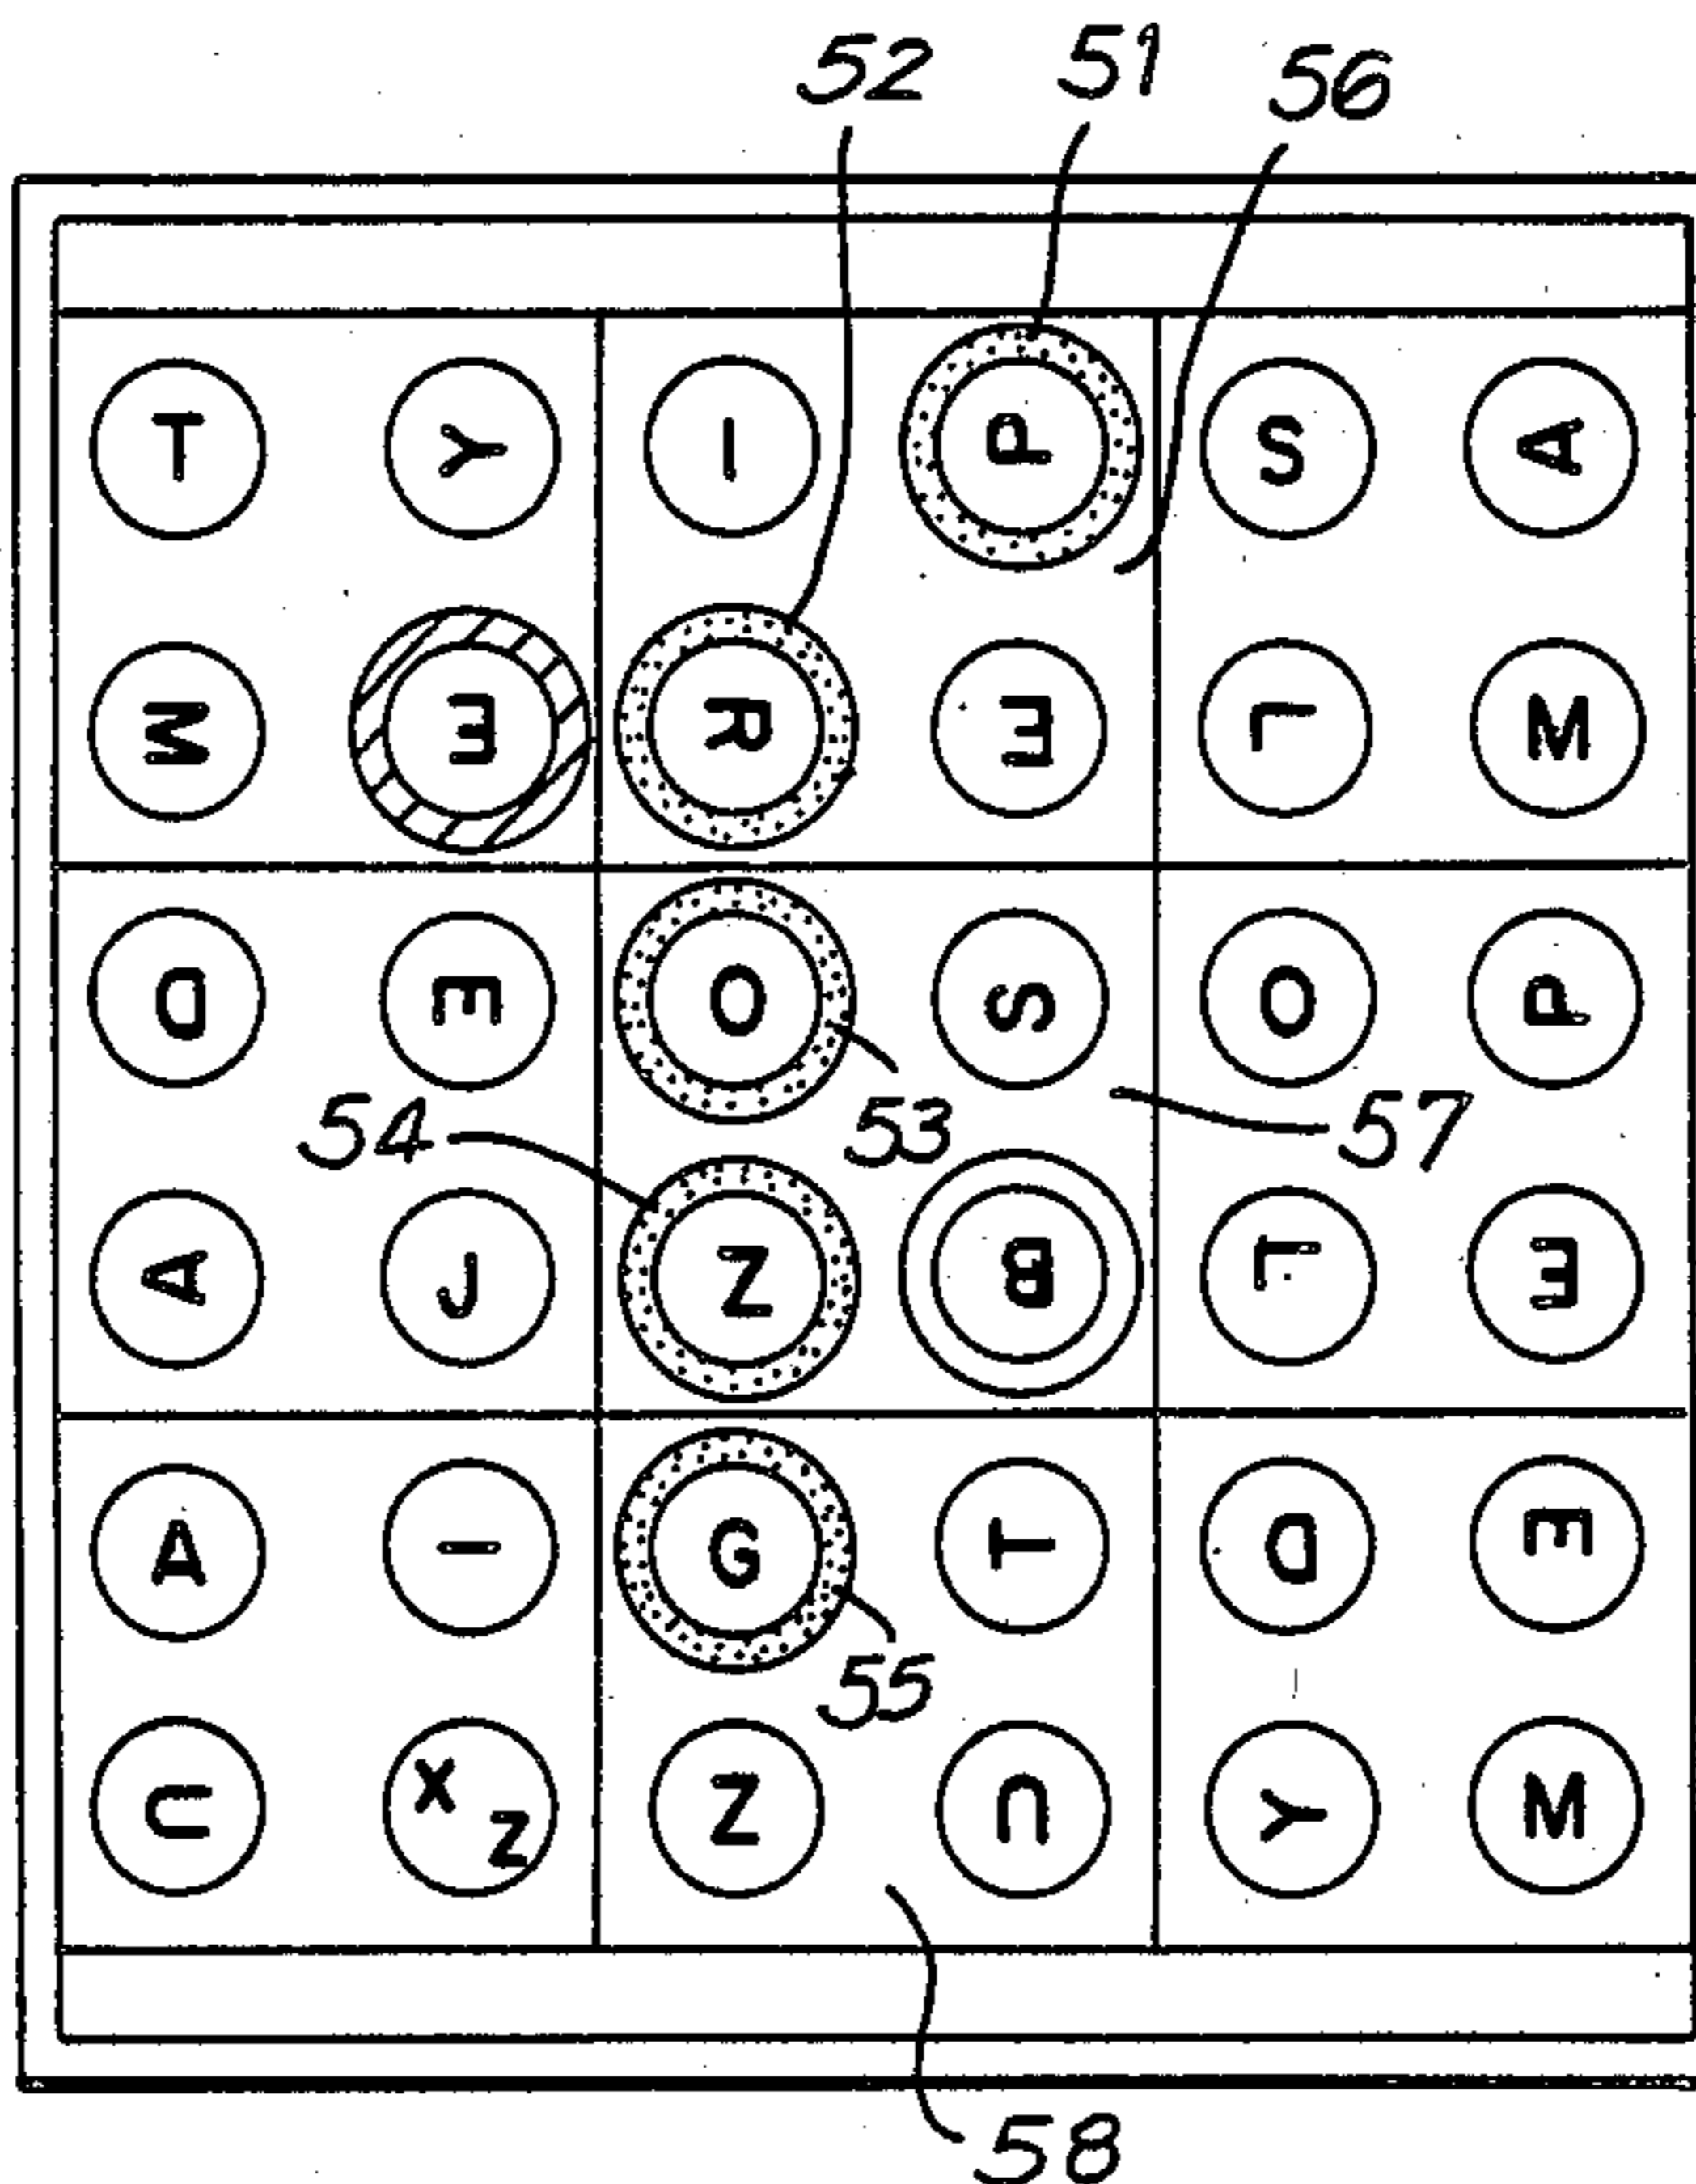 52 51 56
T Y I P S A
M E R E L M
D E O S O P
54 53 57
A J Z B L E
A I G T D E
55
U X Z Z U Y M
58